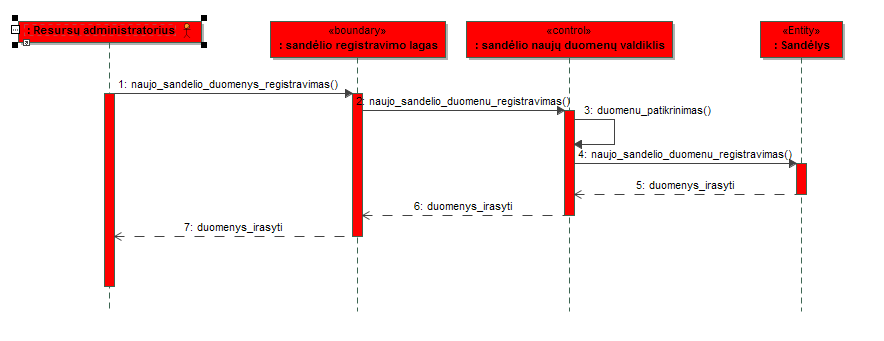 : Resursų administratorius
«boundary»
: sandėlio registravimo lagas
«control»
: sandėlio naujų duomenų valdiklis
«Entity»
: Sandėlys
1: naujo_sandelio_duomenys_registravimas()
2: naujo_sandelio_duomenu_registravimas()
3: duomenu_patikrinimas()
4: naujo_sandelio_duomenu_registravimas()
5: duomenys_irasyti
6: duomenys_irasyti
7: duomenys_irasyti